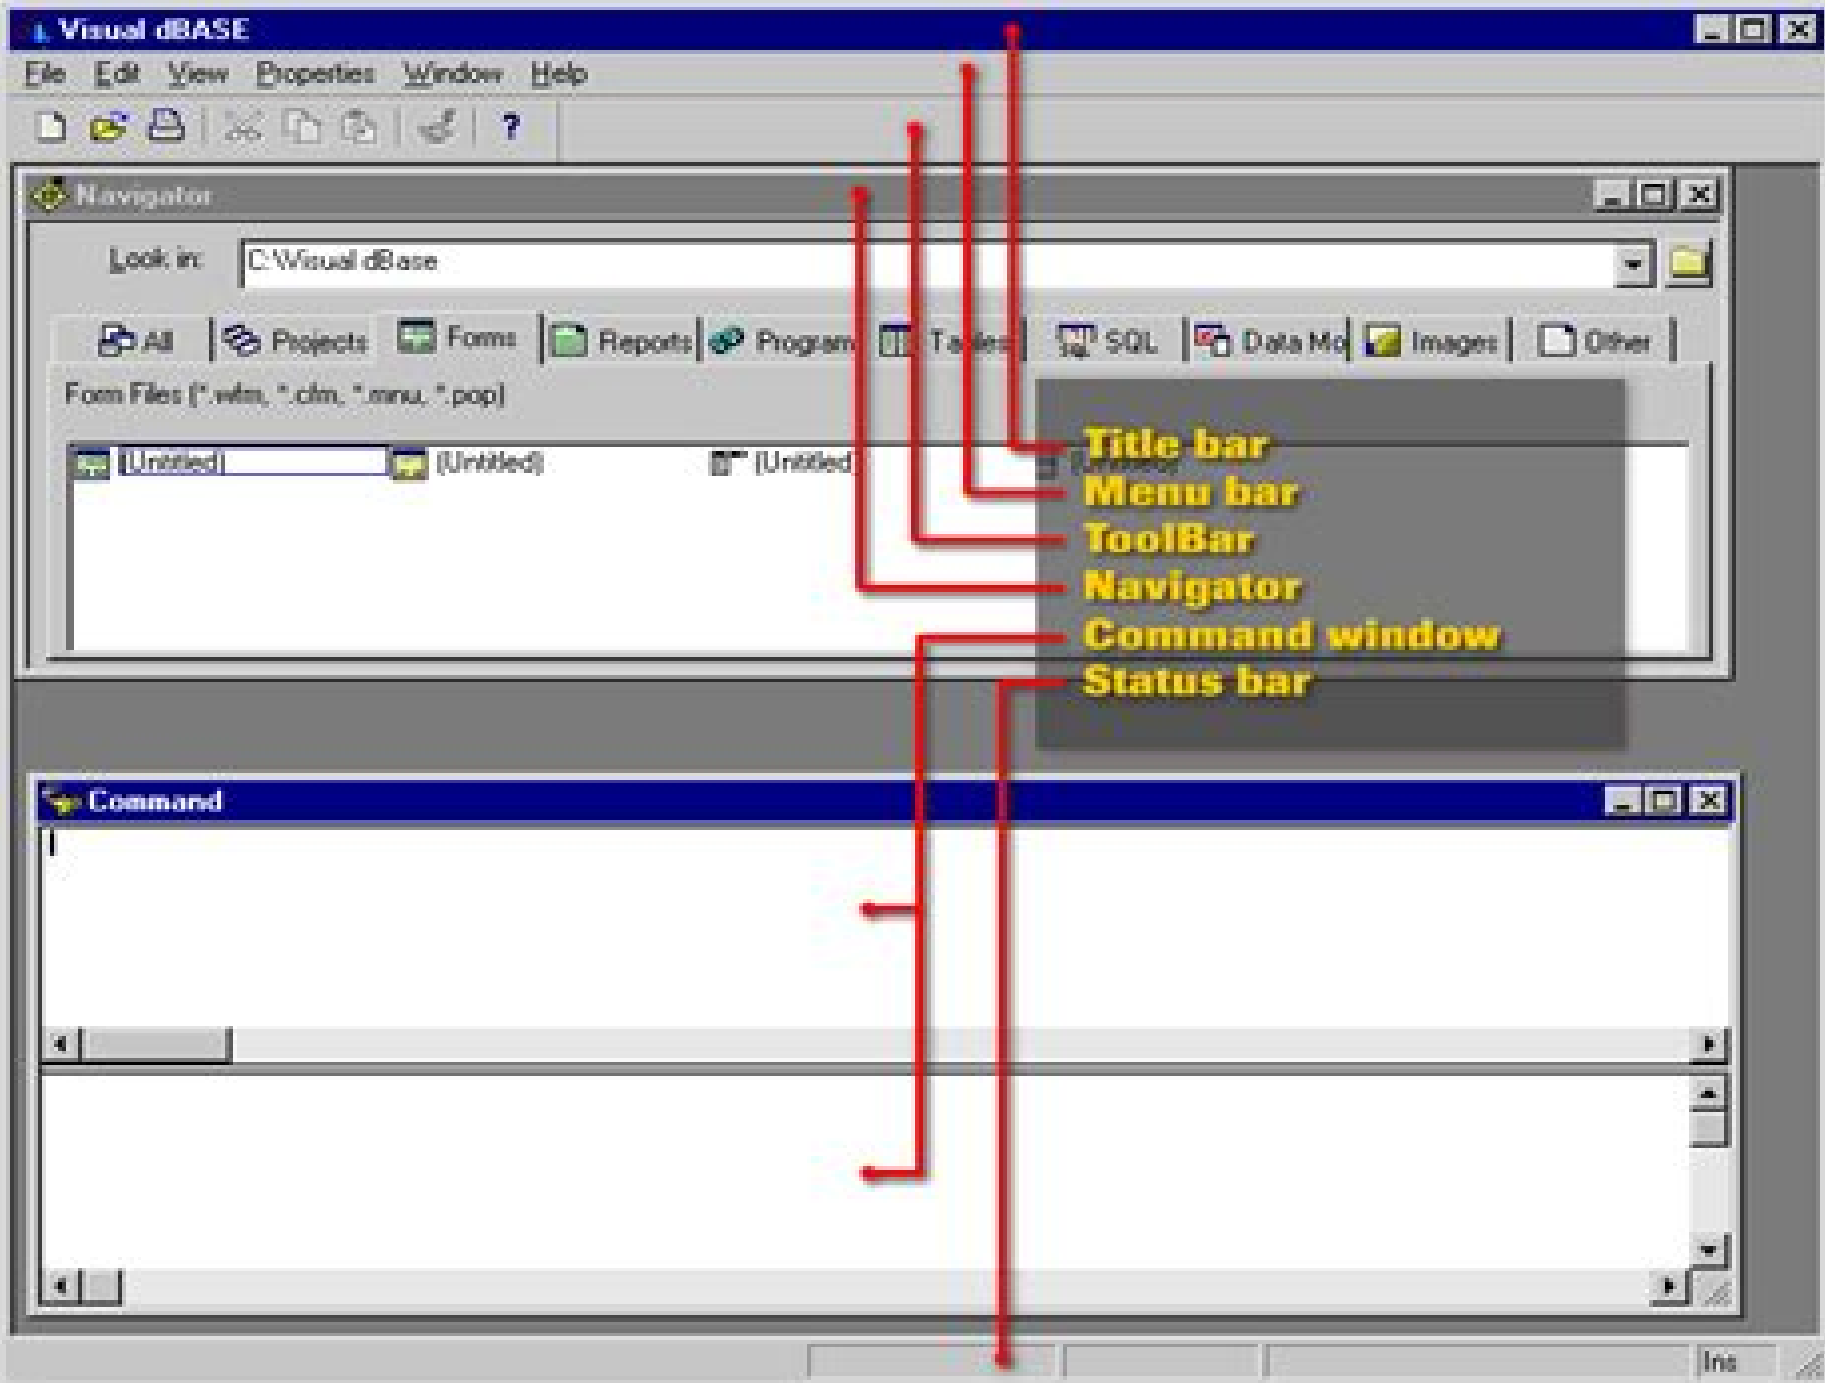 Visual dBASE
File Edit View Properties Window Help
?
Navigator
Look in: C:\Visual dBase
All Projects Forms Reports Program Tables SQL Data Mo Images Other
Form Files (*.wfm, *.cfm, *.mnu, *.pop)
(Untitled) (Untitled) (Untitled) (Untitled)
Title bar
Menu bar
ToolBar
Navigator
Command window
Status bar
Command
Ins